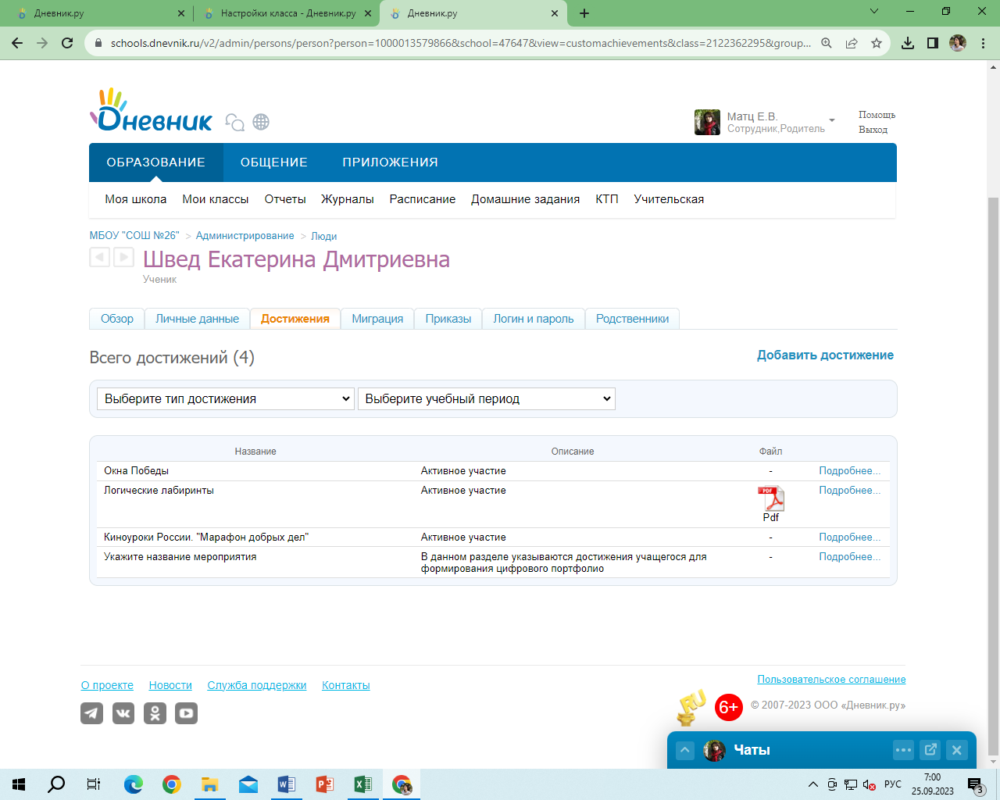 Дневник.ру
Настройки класса - Дневник.ру
Дневник.ру
schools.dnevnik.ru/v2/admin/persons/person?person=1000013579866&school=47647&view=customachievements&class=2122362295&group...
Дневник
Матц Е.В.
Сотрудник,Родитель
Помощь
Выход
ОБРАЗОВАНИЕ ОБЩЕНИЕ ПРИЛОЖЕНИЯ
Моя школа Мои классы Отчеты Журналы Расписание Домашние задания КТП Учительская
МБОУ "СОШ №26" > Администрирование > Люди
Швед Екатерина Дмитриевна
Ученик
Обзор Личные данные Достижения Миграция Приказы Логин и пароль Родственники
Всего достижений (4) Добавить достижение
Выберите тип достижения Выберите учебный период
Название Описание Файл
Окна Победы Активное участие - Подробнее...
Логические лабиринты Активное участие PDF Подробнее...
Pdf
Киноуроки России. "Марафон добрых дел" Активное участие - Подробнее...
Укажите название мероприятия В данном разделе указываются достижения учащегося для - Подробнее...
формирования цифрового портфолио
О проекте Новости Служба поддержки Контакты
Пользовательское соглашение
RU 6+ © 2007-2023 ООО «Дневник.ру»
Чаты
РУС
7:00
25.09.2023
3